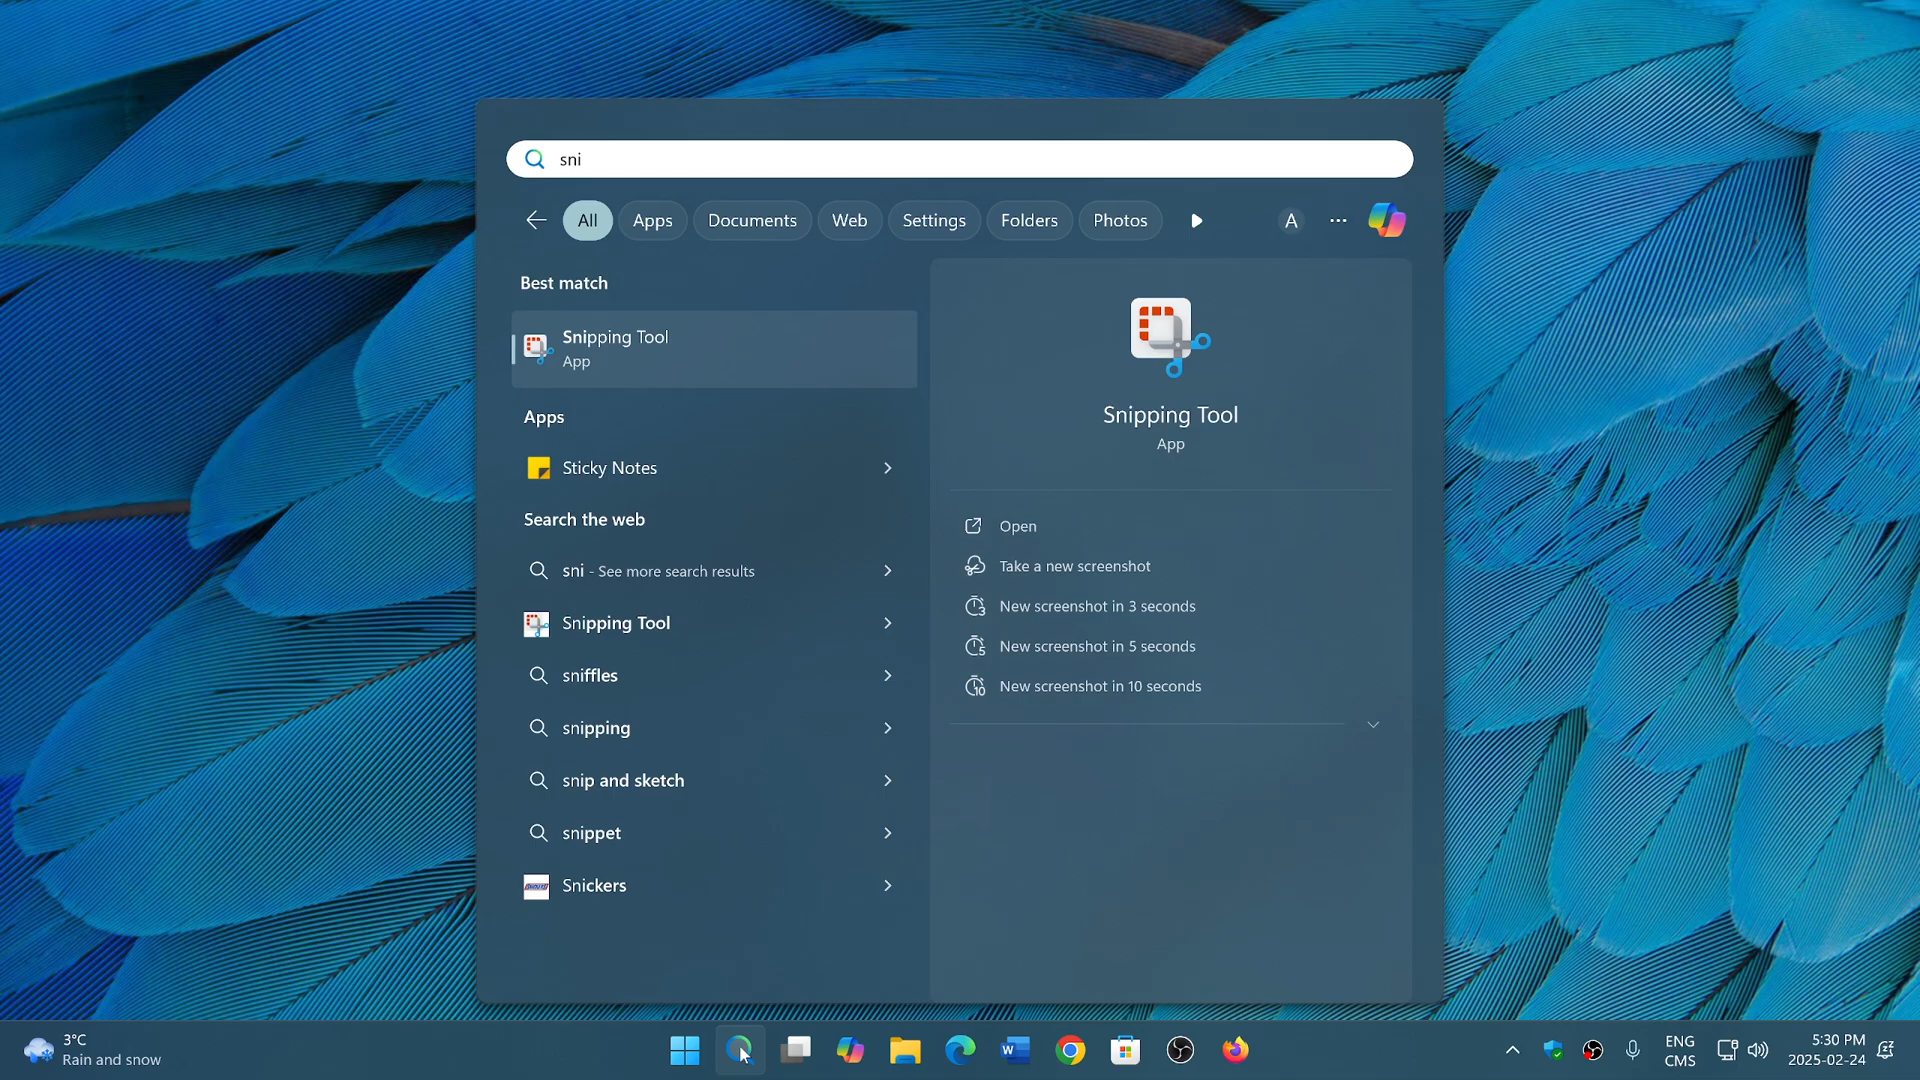 sni
All
Apps
Documents
Web
Settings
Folders
Photos
A
Best match
Snipping Tool
App
Apps
Sticky Notes
Search the web
sni - See more search results
Snipping Tool
sniffles
snipping
snip and sketch
snippet
Snickers
Snipping Tool
App
Open
Take a new screenshot
New screenshot in 3 seconds
New screenshot in 5 seconds
New screenshot in 10 seconds
3°C
Rain and snow
ENG
CMS
5:30 PM
2025-02-24